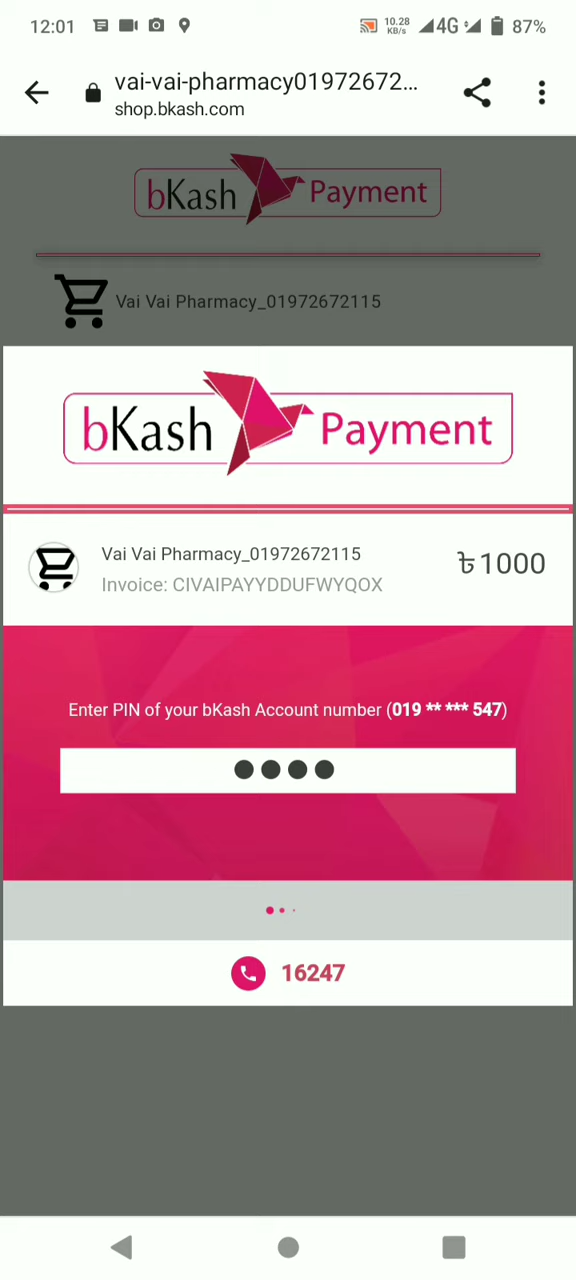 12:01 10.28 KB/s 4G 87%
vai-vai-pharmacy01972672...
shop.bkash.com
bKash Payment
Vai Vai Pharmacy_01972672115
bKash Payment
Vai Vai Pharmacy_01972672115
৳ 1000
Invoice: CIVAIPAYYDDUFWYQOX
Enter PIN of your bKash Account number (019 ** *** 547)
16247